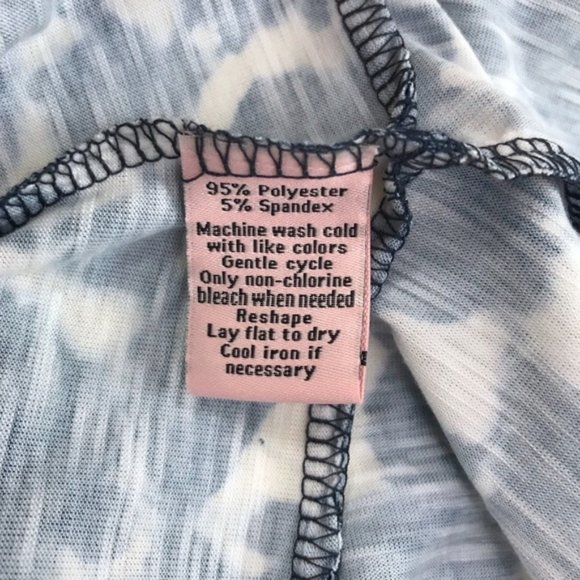 95% Polyester
5% Spandex
Machine wash cold
with like colors
Gentle cycle
Only non-chlorine
bleach when needed
Reshape
Lay flat to dry
Cool iron if
necessary